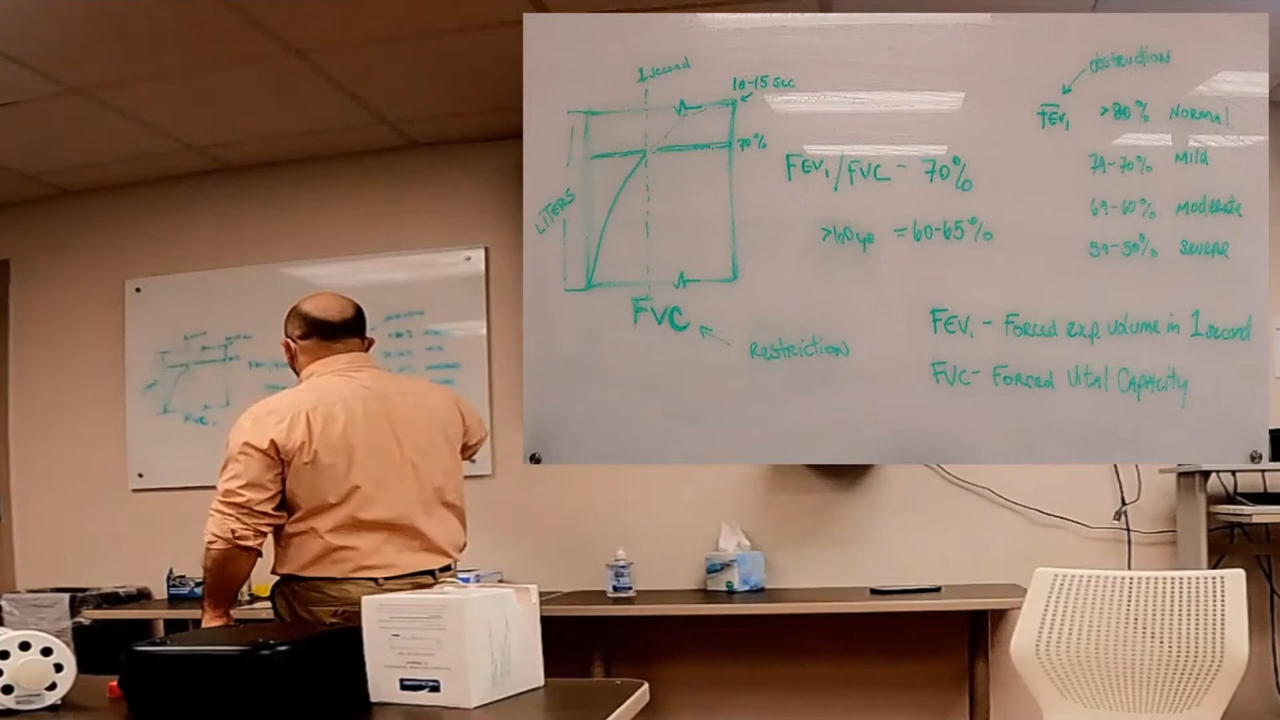 1 second
10-15 sec
70%
LITERS
FVC
RESTRICTION
FEV1/FVC - 70%
>60yo = 60-65%
obstruction
FEV1 >80% NORMAL
79-70% Mild
69-60% Moderate
59-50% Severe
FEV1 - Forced exp. volume in 1 second
FVC- Forced Vital Capacity